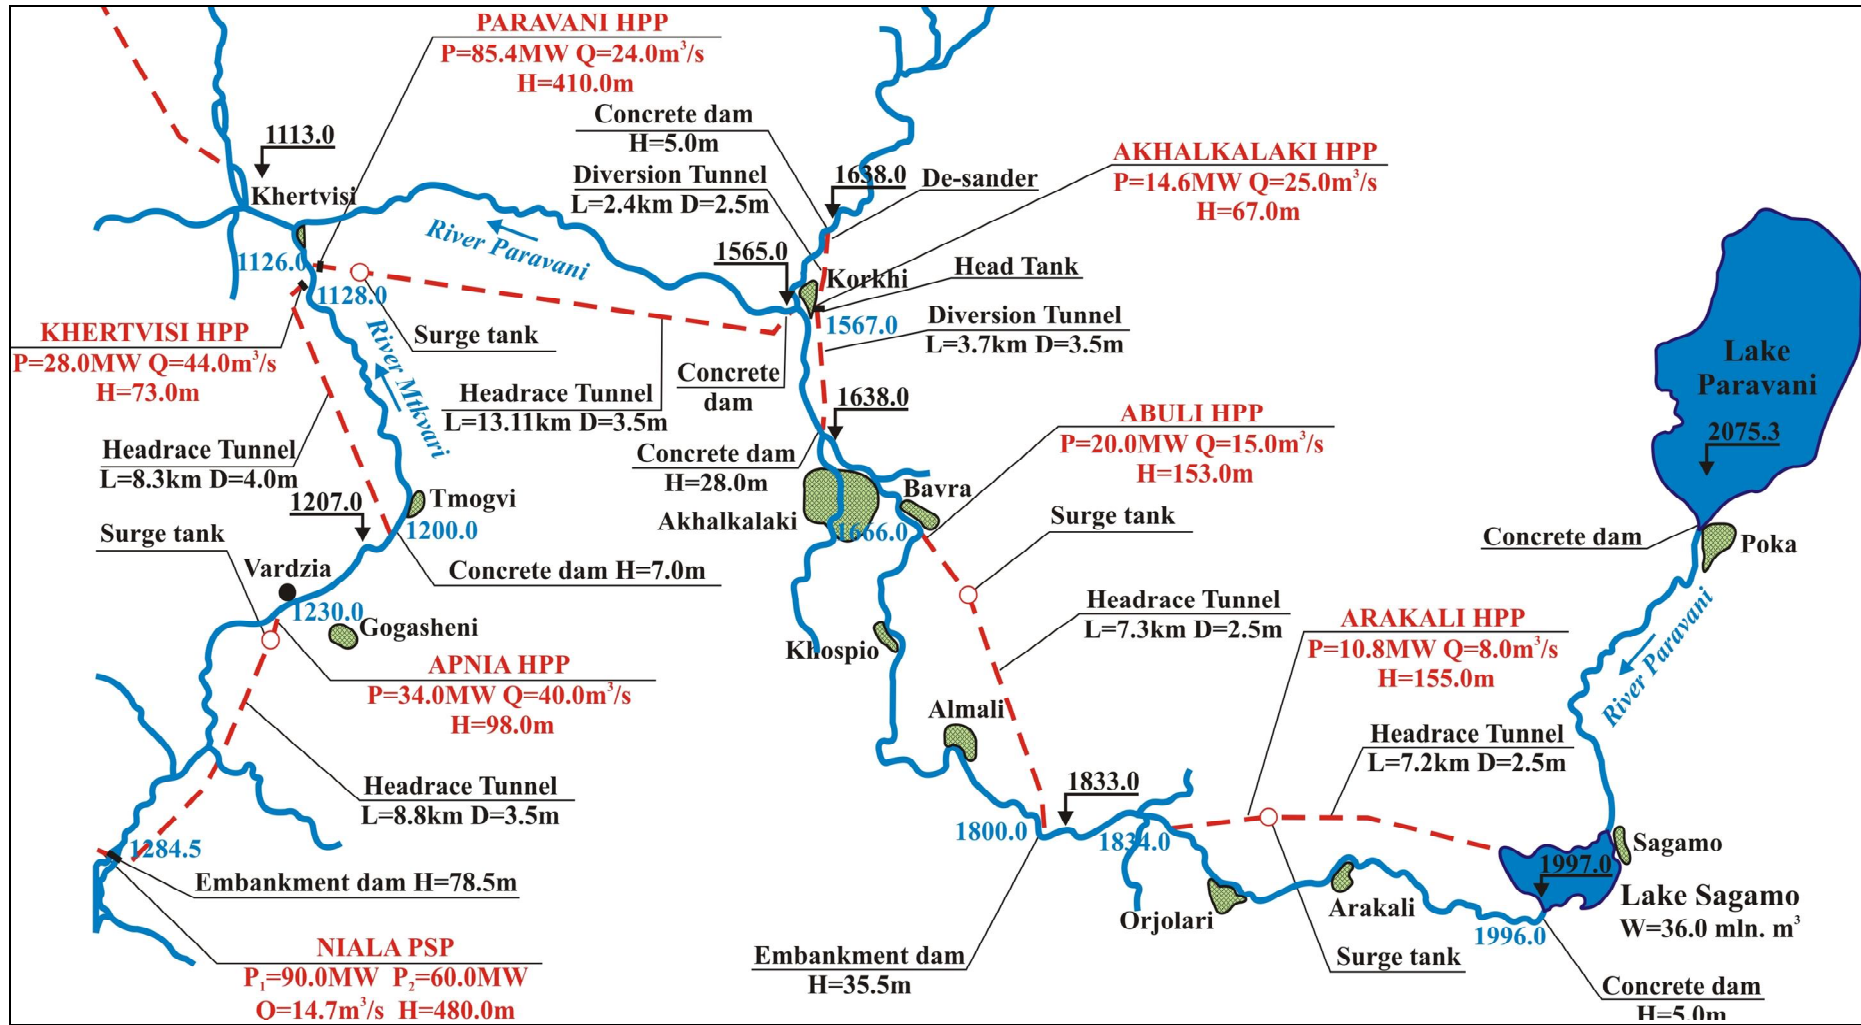 PARAVANI HPP
P=85.4MW Q=24.0m³/s
H=410.0m
Concrete dam
H=5.0m
Diversion Tunnel
L=2.4km D=2.5m
1638.0
De-sander
AKHALKALAKI HPP
P=14.6MW Q=25.0m³/s
H=67.0m
1113.0
Khertvisi
River Paravani
1126.0
1128.0
1565.0
Korkhi
Head Tank
1567.0
Diversion Tunnel
L=3.7km D=3.5m
KHERTVISI HPP
P=28.0MW Q=44.0m³/s
H=73.0m
Surge tank
River Mtkvari
Headrace Tunnel
L=13.11km D=3.5m
Concrete
dam
1638.0
Lake
Paravani
2075.3
ABULI HPP
P=20.0MW Q=15.0m³/s
H=153.0m
Headrace Tunnel
L=8.3km D=4.0m
Concrete dam
H=28.0m
1207.0
Tmogvi
1200.0
Akhalkalaki
1666.0
Bavra
Surge tank
Concrete dam
Poka
Surge tank
Vardzia
Concrete dam H=7.0m
1230.0
Gogasheni
Khospio
Headrace Tunnel
L=7.3km D=2.5m
ARAKALI HPP
P=10.8MW Q=8.0m³/s
H=155.0m
River Paravani
APNIA HPP
P=34.0MW Q=40.0m³/s
H=98.0m
Almali
Headrace Tunnel
L=7.2km D=2.5m
Headrace Tunnel
L=8.8km D=3.5m
1833.0
1800.0
1834.0
1284.5
Embankment dam H=78.5m
Sagamo
1997.0
Lake Sagamo
W=36.0 mln. m³
Orjolari
Arakali
1996.0
NIALA PSP
P₁=90.0MW P₂=60.0MW
O=14.7m³/s H=480.0m
Embankment dam
H=35.5m
Surge tank
Concrete dam
H=5.0m